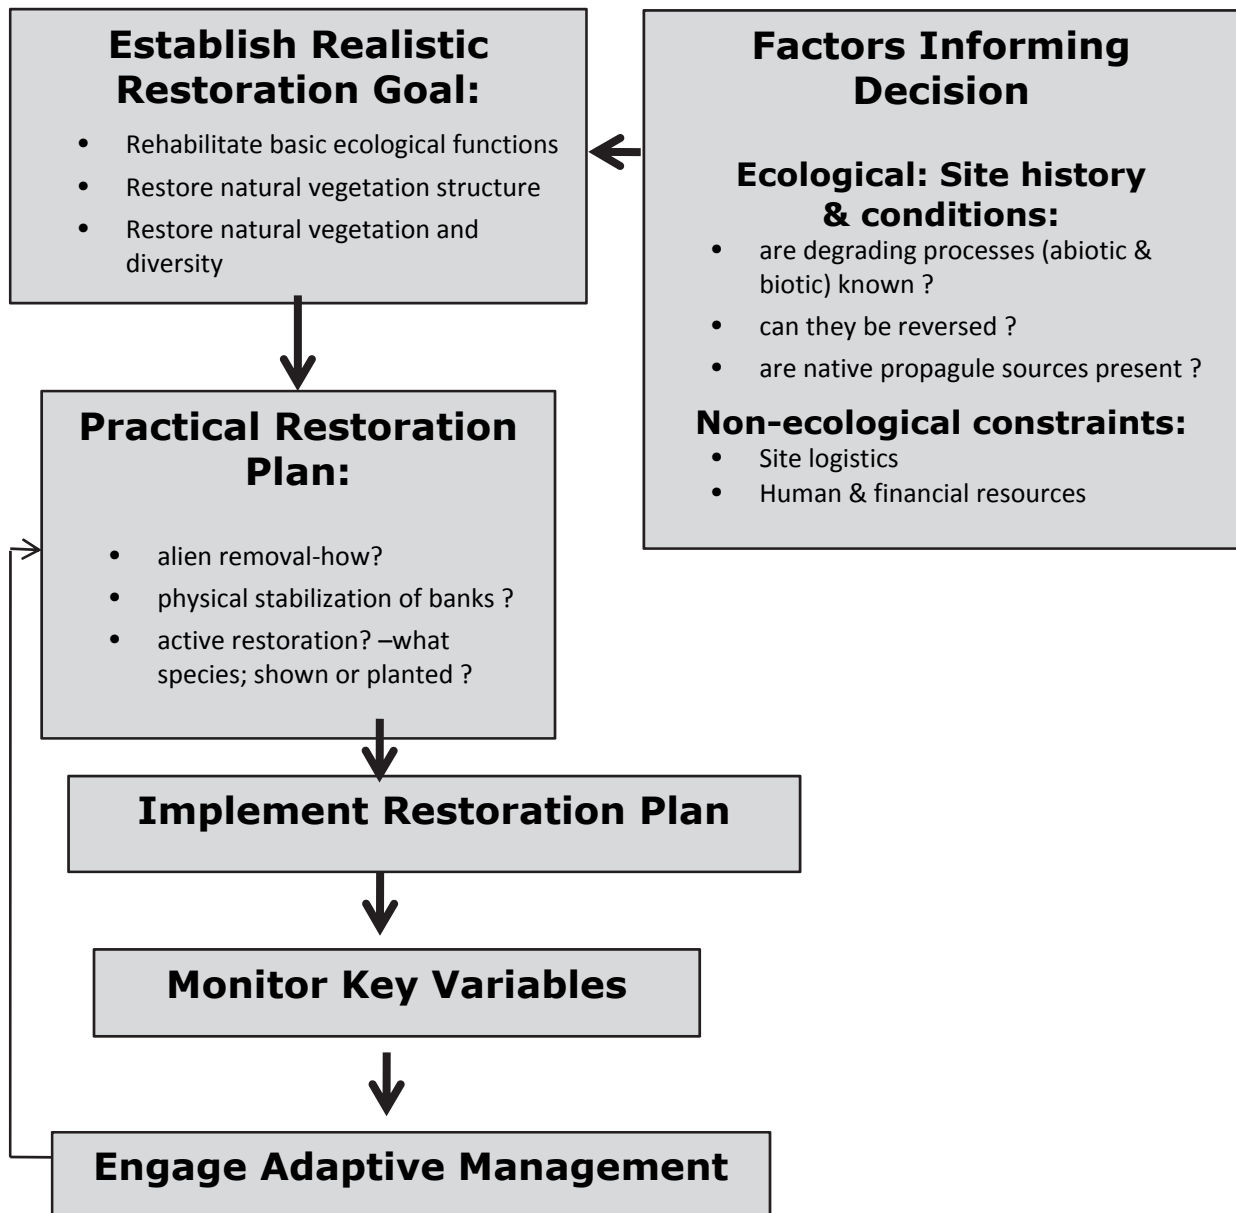 Establish Realistic
Restoration Goal:
• Rehabilitate basic ecological functions
• Restore natural vegetation structure
• Restore natural vegetation and
diversity
Factors Informing
Decision
Ecological: Site history
& conditions:
• are degrading processes (abiotic &
biotic) known ?
• can they be reversed ?
• are native propagule sources present ?
Non-ecological constraints:
• Site logistics
• Human & financial resources
Practical Restoration
Plan:
• alien removal-how?
• physical stabilization of banks ?
• active restoration? –what
species; shown or planted ?
Implement Restoration Plan
Monitor Key Variables
Engage Adaptive Management